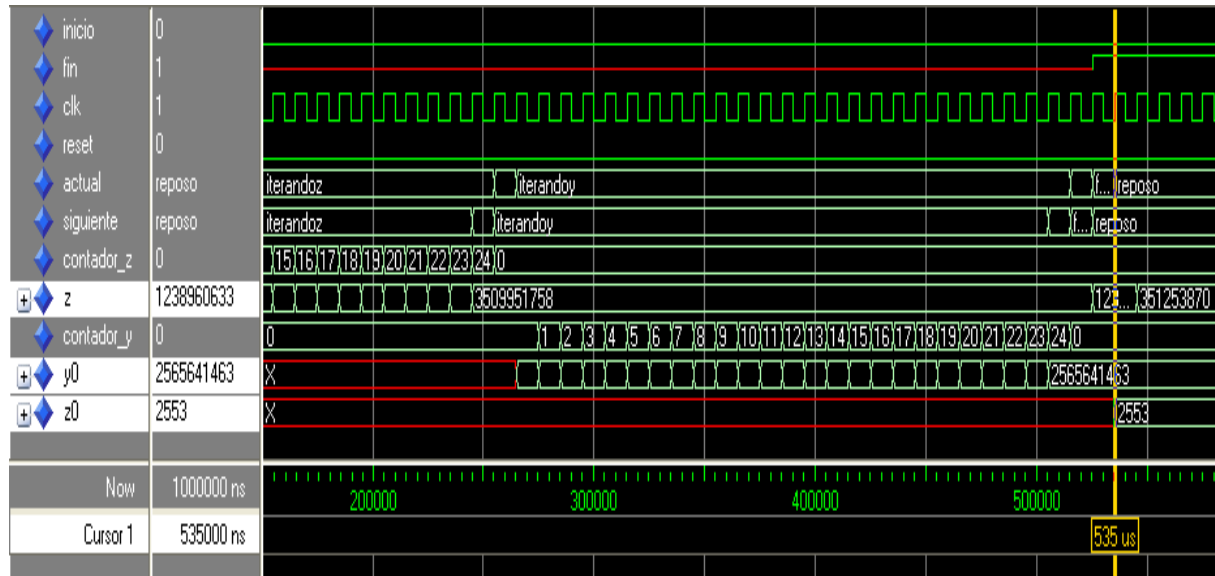 inicio 0
fin 1
clk 1
reset 0
actual reposo iterandoz iterandoy f... reposo
siguiente reposo iterandoz iterandoy f... reposo
contador_z 0 15 16 17 18 19 20 21 22 23 24 0
z 1238960633 3509951758 123... 351253870
contador_y 0 0 1 2 3 4 5 6 7 8 9 10 11 12 13 14 15 16 17 18 19 20 21 22 23 24 0
y0 2565641463 X 2565641463
z0 2553 X 2553
Now 1000000 ns 200000 300000 400000 500000
Cursor 1 535000 ns 535 us